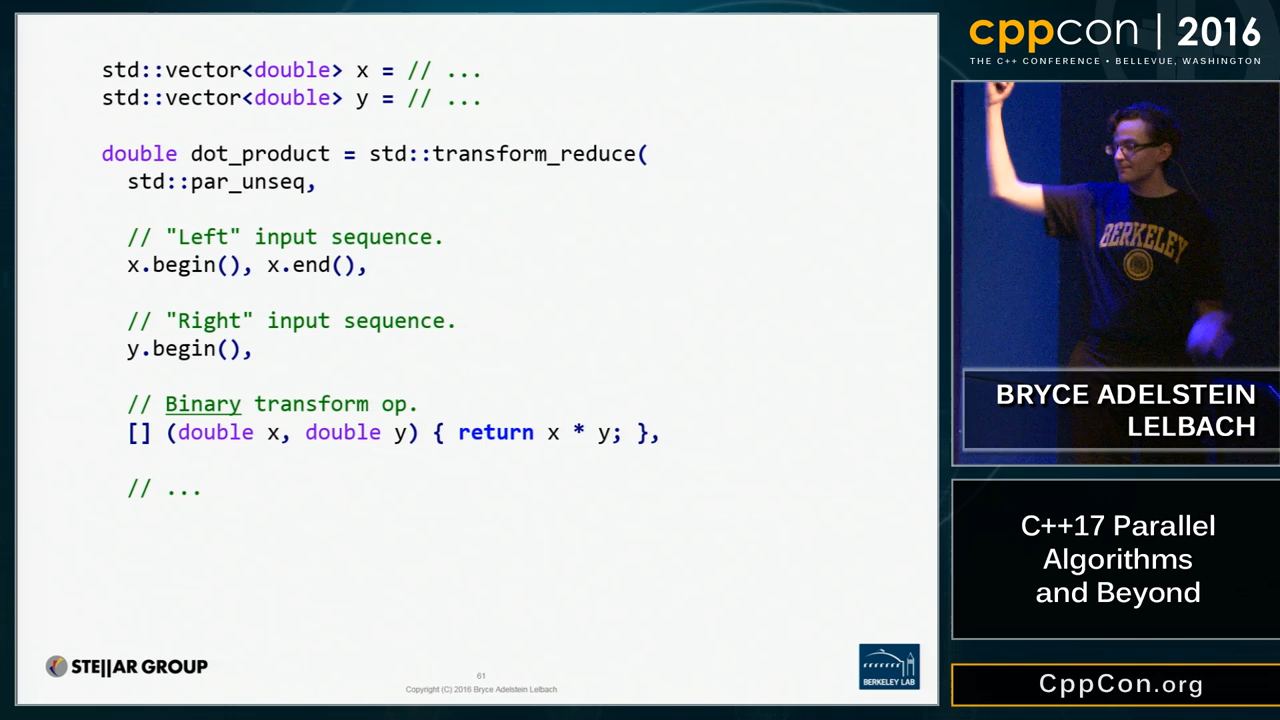 std::vector<double> x = // ...
std::vector<double> y = // ...
double dot_product = std::transform_reduce(
std::par_unseq,
// "Left" input sequence.
x.begin(), x.end(),
// "Right" input sequence.
y.begin(),
// Binary transform op.
[] (double x, double y) { return x * y; },
// ...
STE||AR GROUP
61
Copyright (C) 2016 Bryce Adelstein Lelbach
BERKELEY LAB
cppcon | 2016
THE C++ CONFERENCE • BELLEVUE, WASHINGTON
BERKELEY
BRYCE ADELSTEIN
LELBACH
C++17 Parallel
Algorithms
and Beyond
CppCon.org